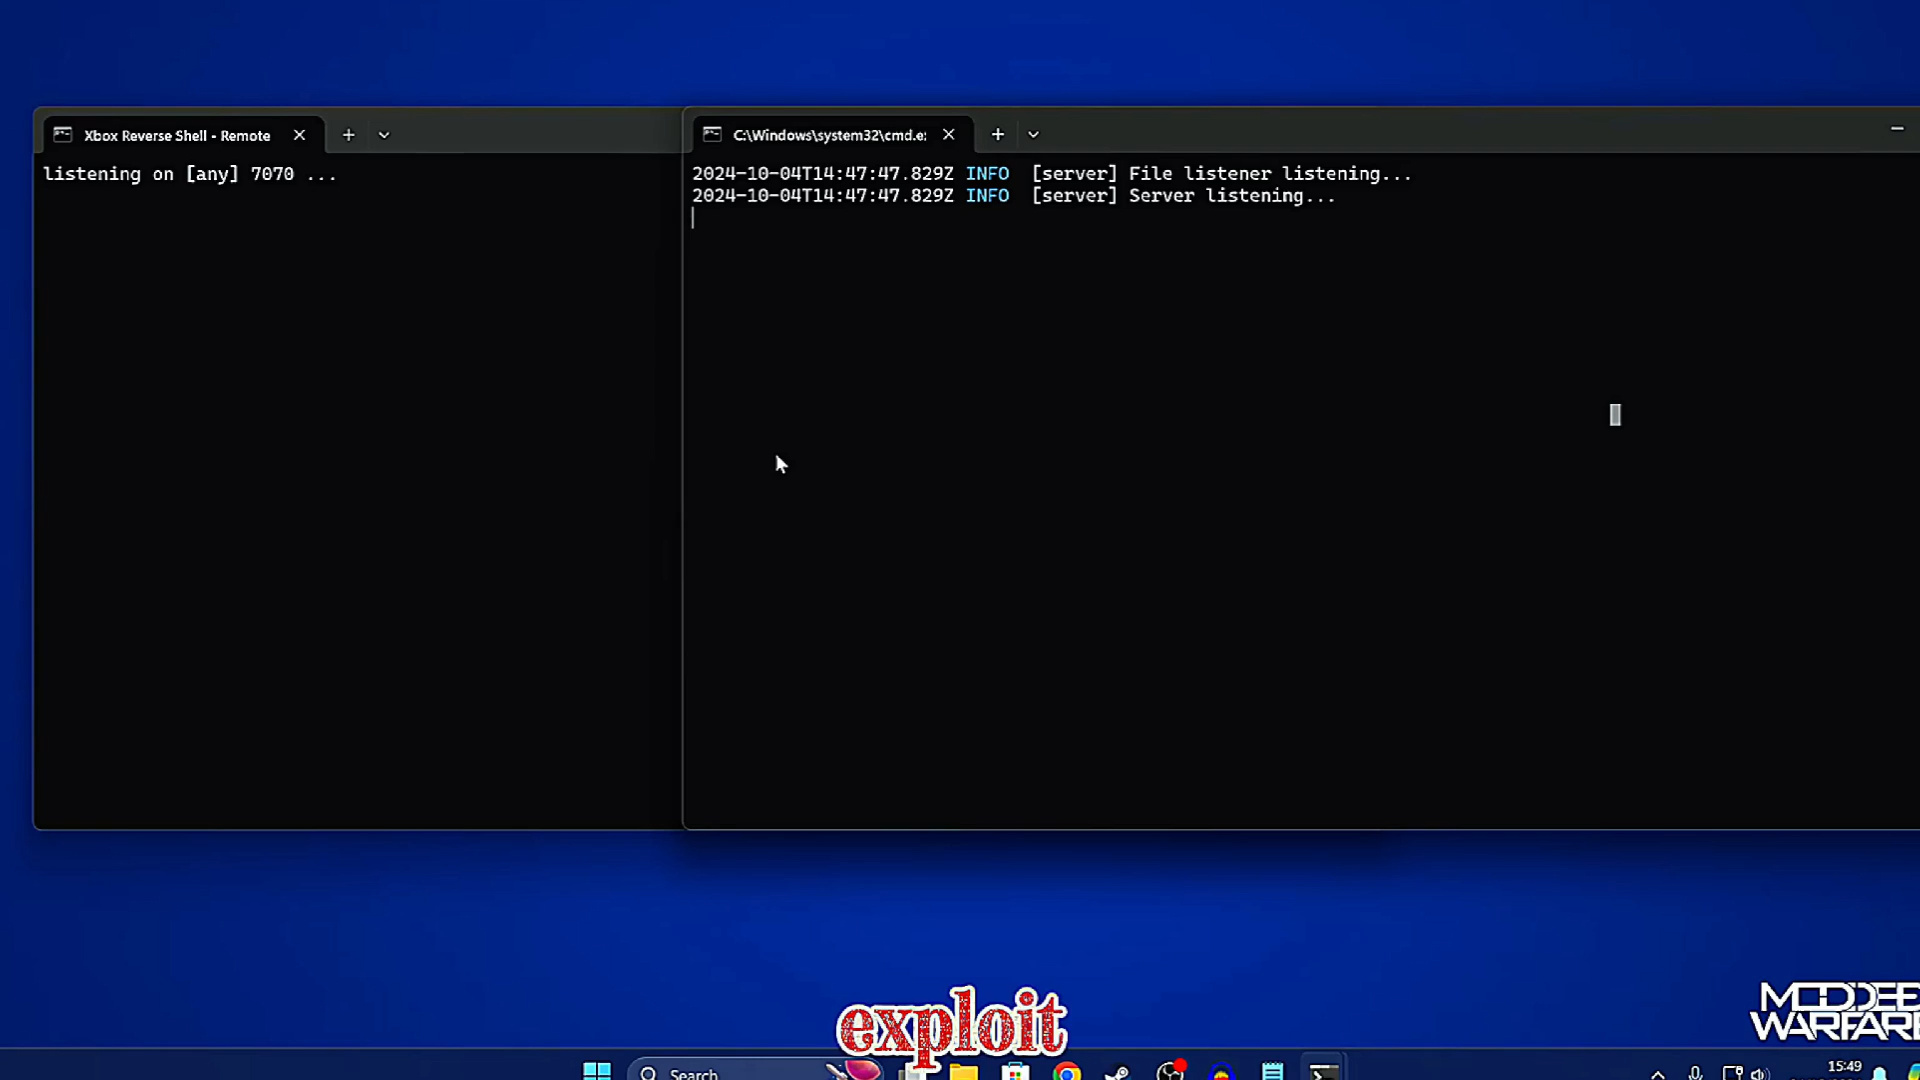 Xbox Reverse Shell - Remote
listening on [any] 7070 ...
C:\Windows\system32\cmd.e
2024-10-04T14:47:47.829Z INFO [server] File listener listening...
2024-10-04T14:47:47.829Z INFO [server] Server listening...
exploit
MODDED
WARFARE
Search
15:49